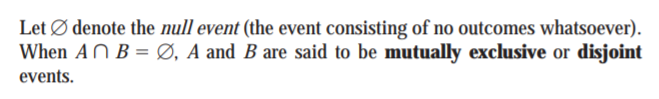 Let ∅ denote the null event (the event consisting of no outcomes whatsoever).
When A ∩ B = ∅, A and B are said to be mutually exclusive or disjoint
events.